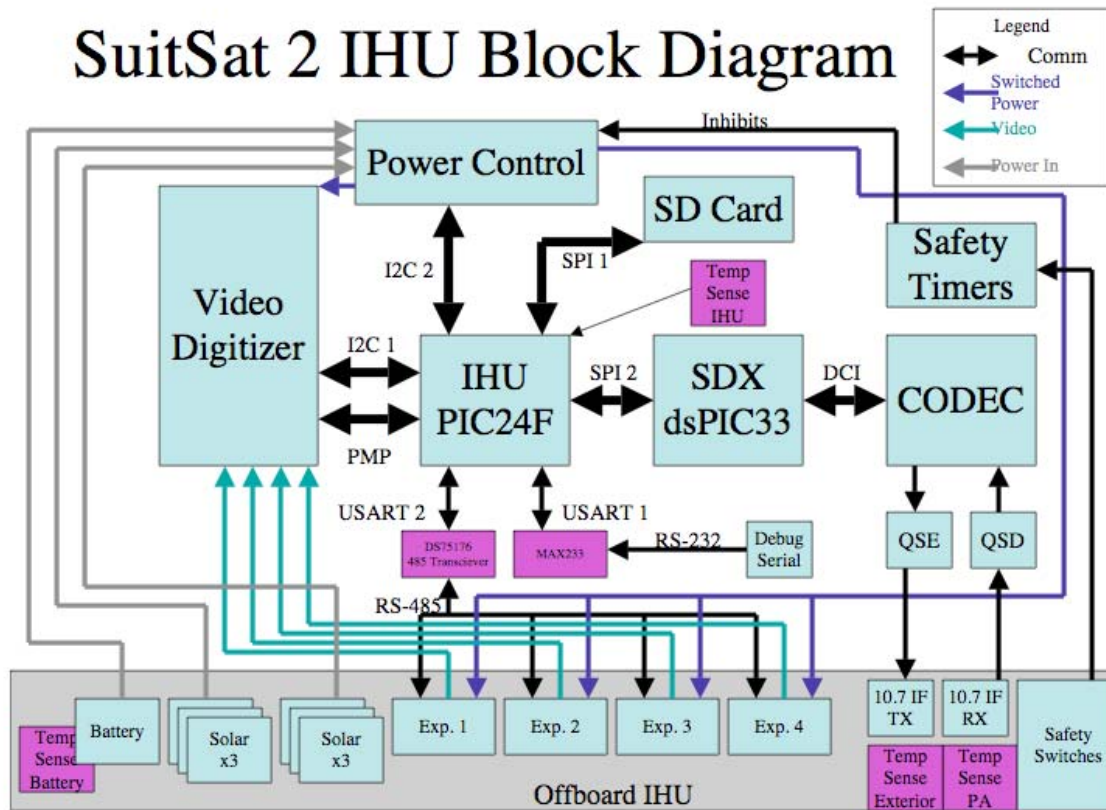 SuitSat 2 IHU Block Diagram
Legend
Comm
Switched
Power
Video
Power In
Inhibits
Power Control
SD Card
Safety
Timers
I2C 2
SPI 1
Temp
Sense
IHU
Video
Digitizer
I2C 1
PMP
IHU
PIC24F
SPI 2
SDX
dsPIC33
DCI
CODEC
USART 2
USART 1
DS75176
485 Transciever
MAX233
RS-232
Debug
Serial
QSE
QSD
RS-485
Battery
Temp
Sense
Battery
Solar
x3
Solar
x3
Exp. 1
Exp. 2
Exp. 3
Exp. 4
10.7 IF
TX
10.7 IF
RX
Safety
Switches
Temp
Sense
Exterior
Temp
Sense
PA
Offboard IHU